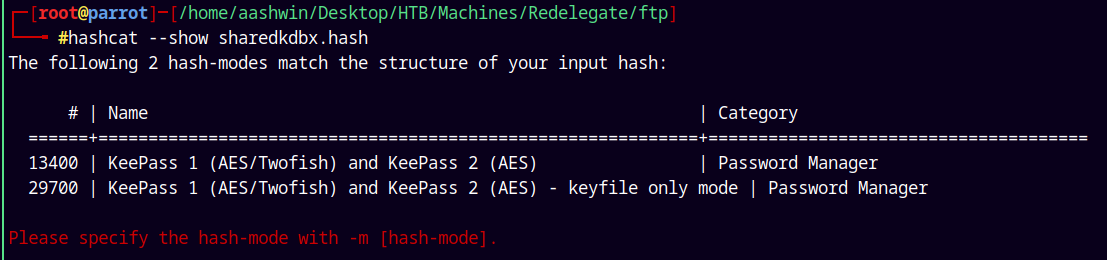 ┌─[root@parrot]─[/home/aashwin/Desktop/HTB/Machines/Redelegate/ftp]
└──╼ #hashcat --show sharedkdbx.hash
The following 2 hash-modes match the structure of your input hash:
# | Name | Category
======+============================================================+======================================
13400 | KeePass 1 (AES/Twofish) and KeePass 2 (AES) | Password Manager
29700 | KeePass 1 (AES/Twofish) and KeePass 2 (AES) - keyfile only mode | Password Manager
Please specify the hash-mode with -m [hash-mode].